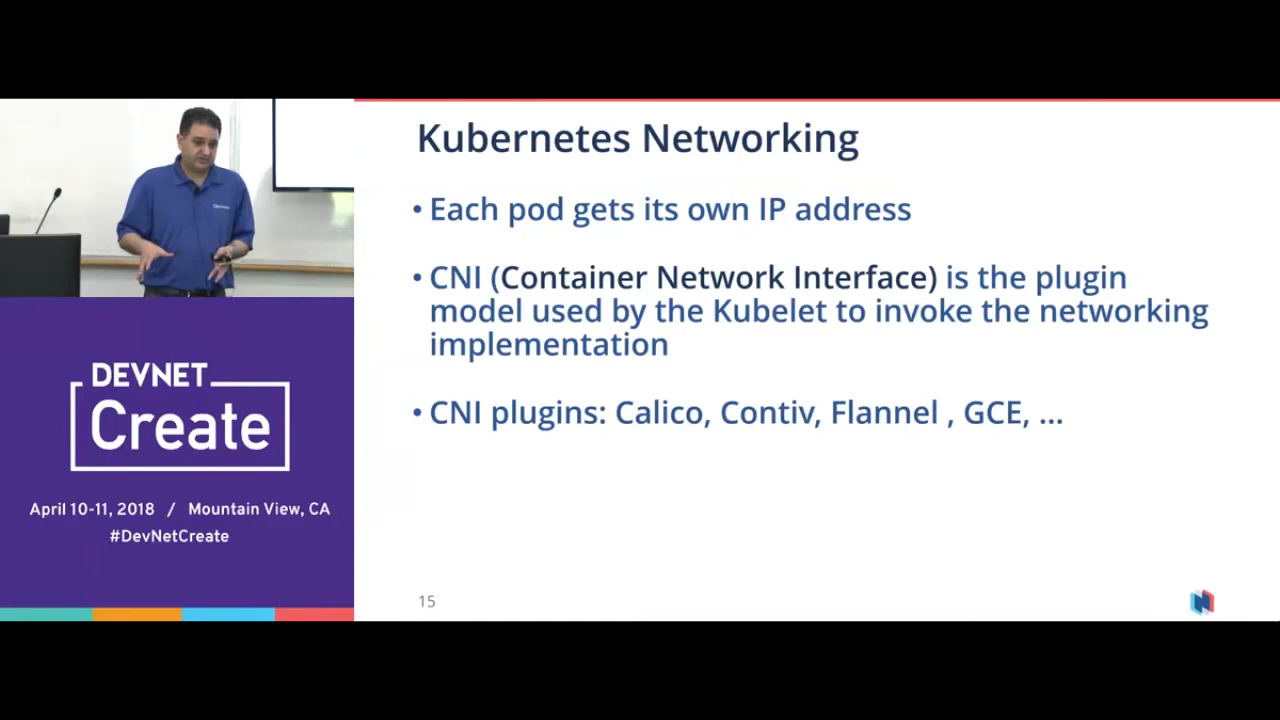 Kubernetes Networking
• Each pod gets its own IP address
• CNI (Container Network Interface) is the plugin
model used by the Kubelet to invoke the networking
implementation
• CNI plugins: Calico, Contiv, Flannel , GCE, ...
DEVNET
Create
April 10-11, 2018 / Mountain View, CA
#DevNetCreate
15